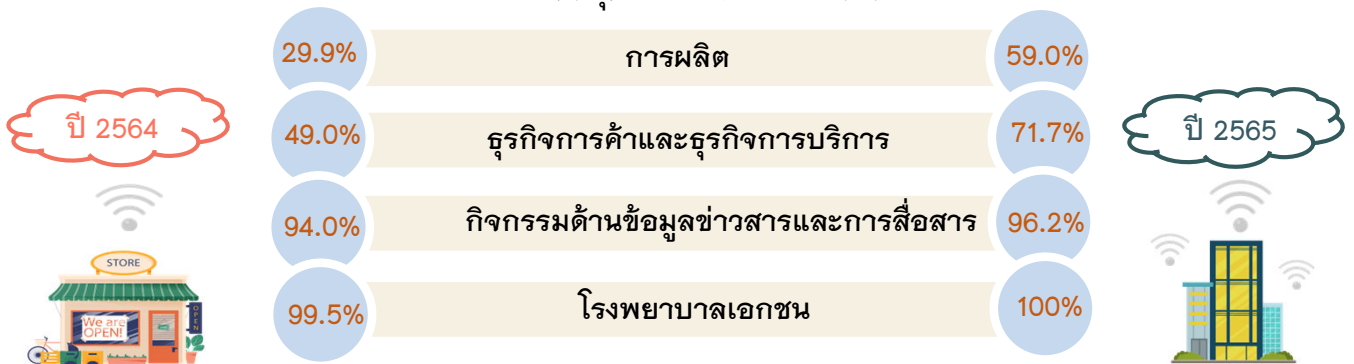 29.9% การผลิต 59.0%
ปี 2564
49.0% ธุรกิจการค้าและธุรกิจการบริการ 71.7%
ปี 2565
94.0% กิจกรรมด้านข้อมูลข่าวสารและการสื่อสาร 96.2%
STORE
99.5% โรงพยาบาลเอกชน 100%
We are
OPEN!
OPEN